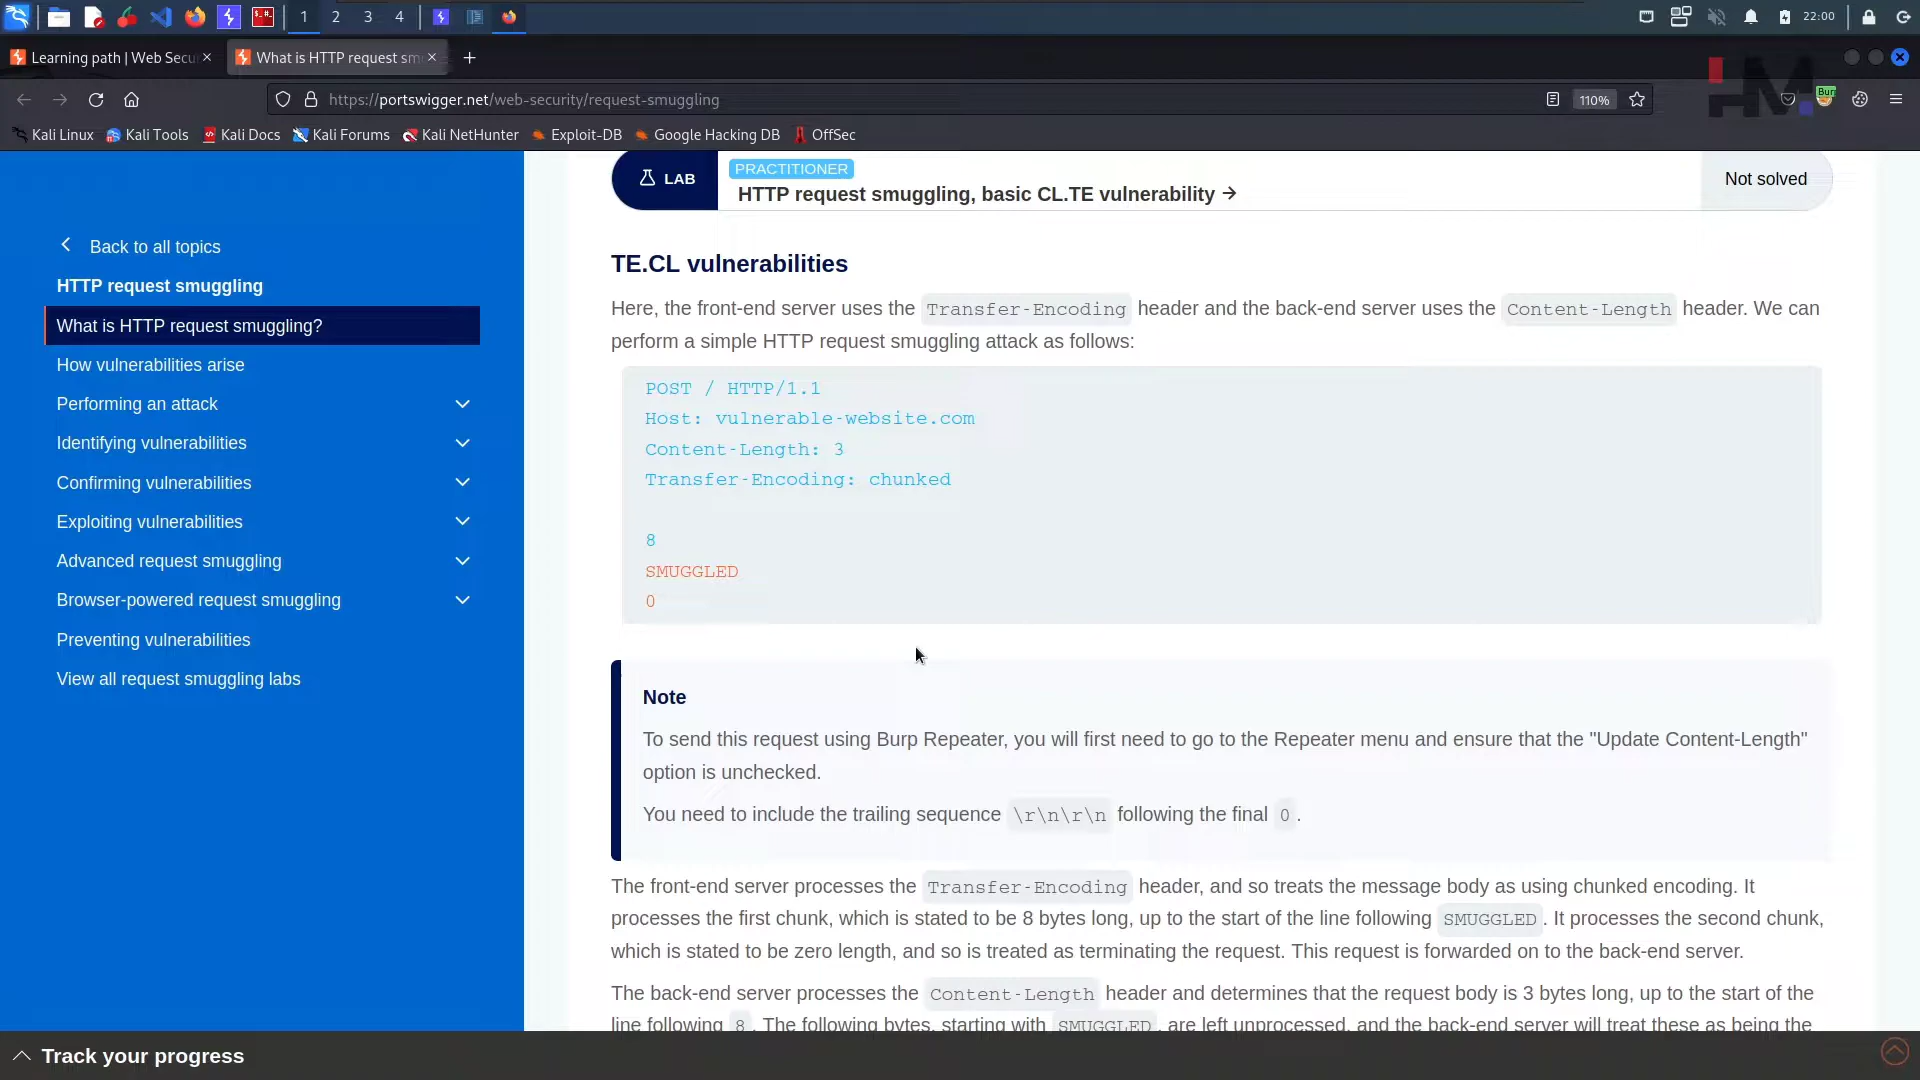 1 2 3 4 22:00
Learning path | Web Secu
What is HTTP request sm
https://portswigger.net/web-security/request-smuggling
110%
Kali Linux Kali Tools Kali Docs Kali Forums Kali NetHunter Exploit-DB Google Hacking DB OffSec
Back to all topics
HTTP request smuggling
What is HTTP request smuggling?
How vulnerabilities arise
Performing an attack
Identifying vulnerabilities
Confirming vulnerabilities
Exploiting vulnerabilities
Advanced request smuggling
Browser-powered request smuggling
Preventing vulnerabilities
View all request smuggling labs
LAB
PRACTITIONER
HTTP request smuggling, basic CL.TE vulnerability →
Not solved
TE.CL vulnerabilities
Here, the front-end server uses the Transfer-Encoding header and the back-end server uses the Content-Length header. We can
perform a simple HTTP request smuggling attack as follows:
POST / HTTP/1.1
Host: vulnerable-website.com
Content-Length: 3
Transfer-Encoding: chunked
8
SMUGGLED
0
Note
To send this request using Burp Repeater, you will first need to go to the Repeater menu and ensure that the "Update Content-Length"
option is unchecked.
You need to include the trailing sequence \r\n\r\n following the final 0.
The front-end server processes the Transfer-Encoding header, and so treats the message body as using chunked encoding. It
processes the first chunk, which is stated to be 8 bytes long, up to the start of the line following SMUGGLED. It processes the second chunk,
which is stated to be zero length, and so is treated as terminating the request. This request is forwarded on to the back-end server.
The back-end server processes the Content-Length header and determines that the request body is 3 bytes long, up to the start of the
line following 8. The following bytes, starting with SMUGGLED, are left unprocessed, and the back-end server will treat these as being the
Track your progress